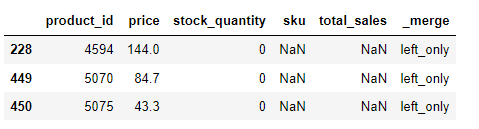 product_id price stock_quantity sku total_sales _merge
228 4594 144.0 0 NaN NaN left_only
449 5070 84.7 0 NaN NaN left_only
450 5075 43.3 0 NaN NaN left_only